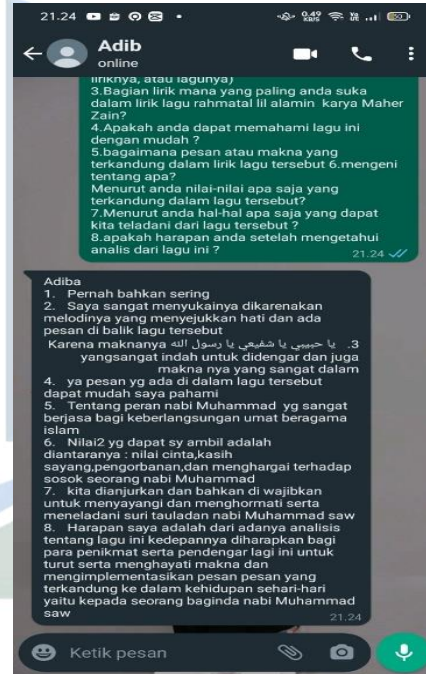 21.24
0.49 KB/S
Adib
online
liriknya, atau lagunya)
3.Bagian lirik mana yang paling anda suka
dalam lirik lagu rahmatal lil alamin karya Maher
Zain?
4.Apakah anda dapat memahami lagu ini
dengan mudah ?
5.bagaimana pesan atau makna yang
terkandung dalam lirik lagu tersebut 6.mengeni
tentang apa?
Menurut anda nilai-nilai apa saja yang
terkandung dalam lagu tersebut?
7.Menurut anda hal-hal apa saja yang dapat
kita teladani dari lagu tersebut ?
8.apakah harapan anda setelah mengetahui
analis dari lagu ini ?
21.24
Adiba
1. Pernah bahkan sering
2. Saya sangat menyukainya dikarenakan
melodinya yang menyejukkan hati dan ada
pesan di balik lagu tersebut
3. يا حبيبي يا شفيعي يا رسول الله Karena maknanya
yangsangat indah untuk didengar dan juga
makna nya yang sangat dalam
4. ya pesan yg ada di dalam lagu tersebut
dapat mudah saya pahami
5. Tentang peran nabi Muhammad yg sangat
berjasa bagi keberlangsungan umat beragama
islam
6. Nilai2 yg dapat sy ambil adalah
diantaranya : nilai cinta,kasih
sayang,pengorbanan,dan menghargai terhadap
sosok seorang nabi Muhammad
7. kita dianjurkan dan bahkan di wajibkan
untuk menyayangi dan menghormati serta
meneladani suri tauladan nabi Muhammad saw
8. Harapan saya adalah dari adanya analisis
tentang lagu ini kedepannya diharapkan bagi
para penikmat serta pendengar lagi ini untuk
turut serta menghayati makna dan
mengimplementasikan pesan pesan yang
terkandung ke dalam kehidupan sehari-hari
yaitu kepada seorang baginda nabi Muhammad
saw
21.24
Ketik pesan